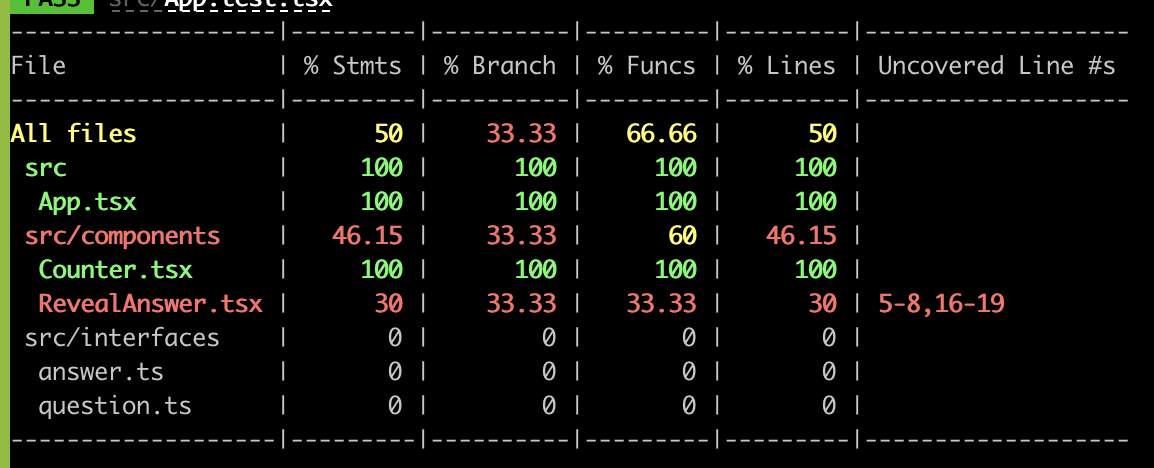 PASS src/App.test.tsx
--------------------|---------|----------|---------|---------|-------------------
File                | % Stmts | % Branch | % Funcs | % Lines | Uncovered Line #s
--------------------|---------|----------|---------|---------|-------------------
All files           |      50 |    33.33 |   66.66 |      50 |
 src                |     100 |      100 |     100 |     100 |
  App.tsx           |     100 |      100 |     100 |     100 |
 src/components     |   46.15 |    33.33 |      60 |   46.15 |
  Counter.tsx       |     100 |      100 |     100 |     100 |
  RevealAnswer.tsx  |      30 |    33.33 |   33.33 |      30 | 5-8,16-19
 src/interfaces     |       0 |        0 |       0 |       0 |
  answer.ts         |       0 |        0 |       0 |       0 |
  question.ts       |       0 |        0 |       0 |       0 |
--------------------|---------|----------|---------|---------|-------------------